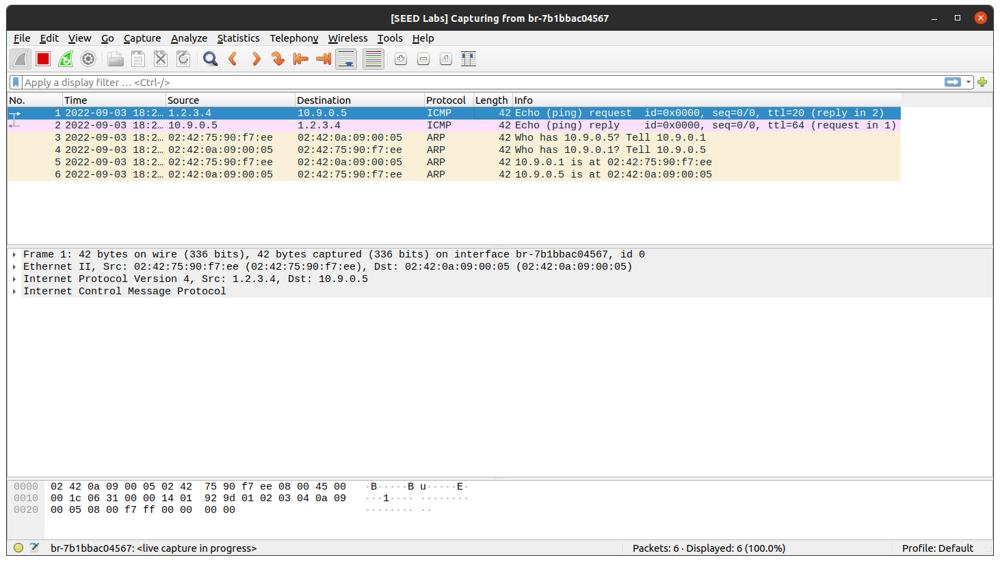 [SEED Labs] Capturing from br-7b1bbac04567
File Edit View Go Capture Analyze Statistics Telephony Wireless Tools Help
Apply a display filter … <Ctrl-/>
No. Time Source Destination Protocol Length Info
1 2022-09-03 18:2… 1.2.3.4 10.9.0.5 ICMP 42 Echo (ping) request id=0x0000, seq=0/0, ttl=20 (reply in 2)
2 2022-09-03 18:2… 10.9.0.5 1.2.3.4 ICMP 42 Echo (ping) reply id=0x0000, seq=0/0, ttl=64 (request in 1)
3 2022-09-03 18:2… 02:42:75:90:f7:ee 02:42:0a:09:00:05 ARP 42 Who has 10.9.0.5? Tell 10.9.0.1
4 2022-09-03 18:2… 02:42:0a:09:00:05 02:42:75:90:f7:ee ARP 42 Who has 10.9.0.1? Tell 10.9.0.5
5 2022-09-03 18:2… 02:42:75:90:f7:ee 02:42:0a:09:00:05 ARP 42 10.9.0.1 is at 02:42:75:90:f7:ee
6 2022-09-03 18:2… 02:42:0a:09:00:05 02:42:75:90:f7:ee ARP 42 10.9.0.5 is at 02:42:0a:09:00:05
Frame 1: 42 bytes on wire (336 bits), 42 bytes captured (336 bits) on interface br-7b1bbac04567, id 0
Ethernet II, Src: 02:42:75:90:f7:ee (02:42:75:90:f7:ee), Dst: 02:42:0a:09:00:05 (02:42:0a:09:00:05)
Internet Protocol Version 4, Src: 1.2.3.4, Dst: 10.9.0.5
Internet Control Message Protocol
0000 02 42 0a 09 00 05 02 42 75 90 f7 ee 08 00 45 00 ·B·····B u·····E·
0010 00 1c 06 31 00 00 14 01 92 9d 01 02 03 04 0a 09 ···1···· ········
0020 00 05 08 00 f7 ff 00 00 00 00 ········ ··
br-7b1bbac04567: <live capture in progress> Packets: 6 · Displayed: 6 (100.0%) Profile: Default